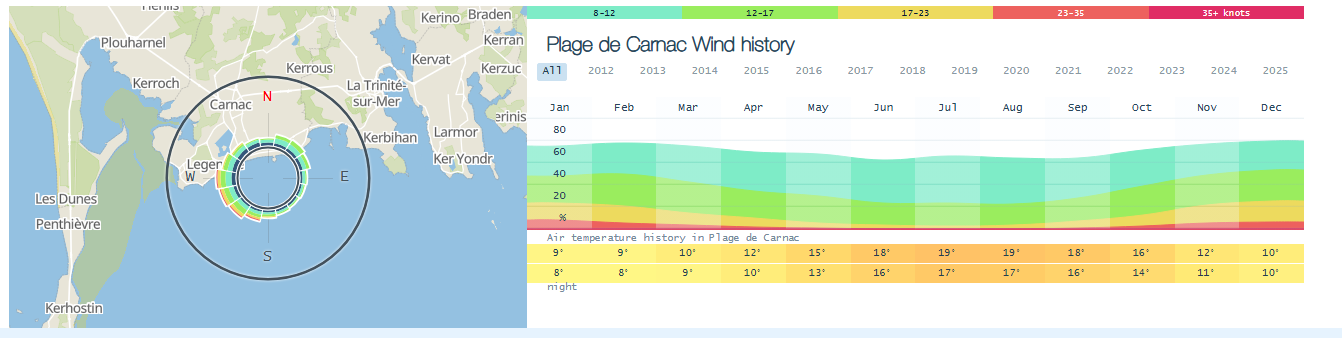 Kerino Braden
Plouharnel
Kerran
Kervat
Kerzuc
Kerroch
Kerrous
La Trinité-
sur-Mer
Carnac
N
Kerbihan
Larmor
Ker Yondr
Legen
W
E
Les Dunes
Penthièvre
S
Kerhostin
8-12 12-17 17-23 23-35 35+ knots
Plage de Carnac Wind history
All 2012 2013 2014 2015 2016 2017 2018 2019 2020 2021 2022 2023 2024 2025
Jan Feb Mar Apr May Jun Jul Aug Sep Oct Nov Dec
80
60
40
20
%
Air temperature history in Plage de Carnac
9° 9° 10° 12° 15° 18° 19° 19° 18° 16° 12° 10°
8° 8° 9° 10° 13° 16° 17° 17° 16° 14° 11° 10°
night